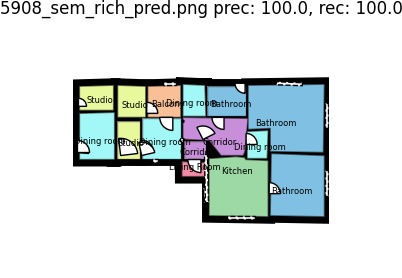 5908_sem_rich_pred.png prec: 100.0, rec: 100.0
Studio
Studio
Balcony
Dining room
Bathroom
Bathroom
Dining room
Studio
Dining room
Corridor
Corridor
Dining room
Living Room
Kitchen
Bathroom